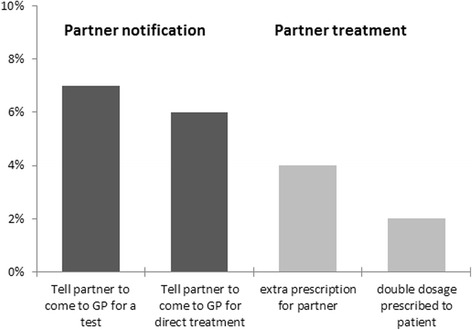 10%
8%
6%
4%
2%
0%
Partner notification
Partner treatment
Tell partner to
come to GP for a
test
Tell partner to
come to GP for
direct treatment
extra prescription
for partner
double dosage
prescribed to
patient